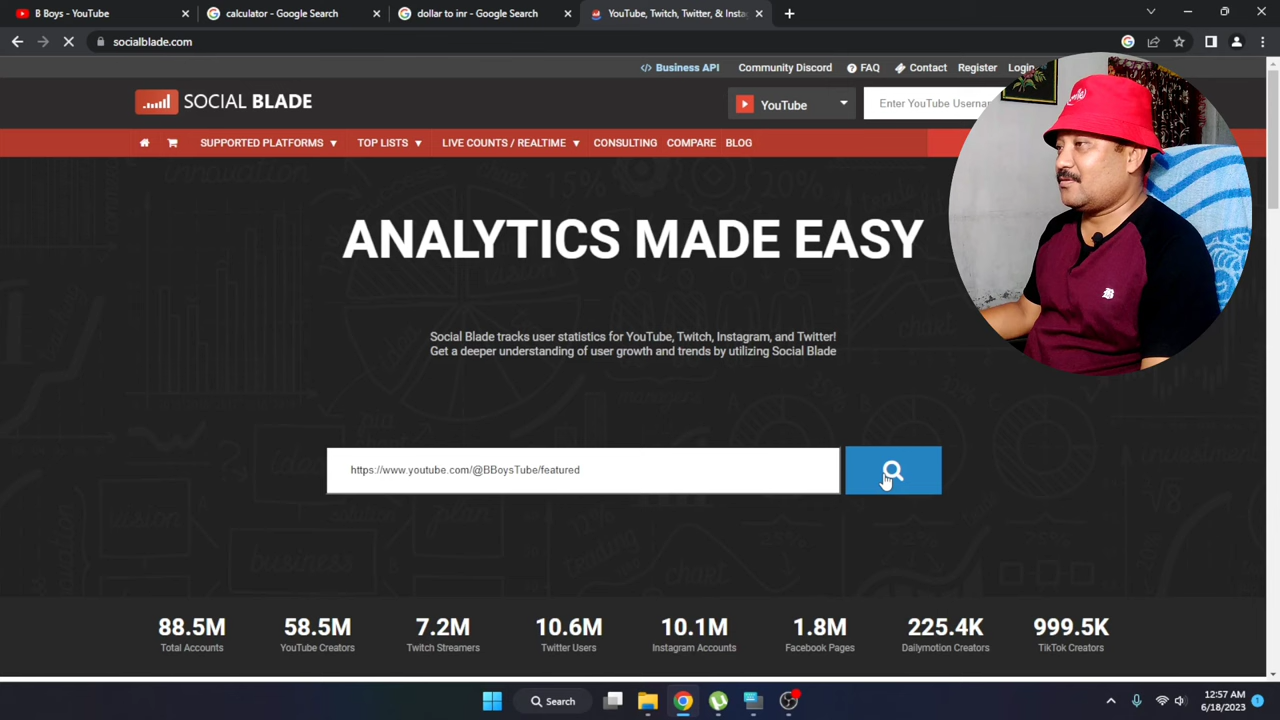 B Boys - YouTube
calculator - Google Search
dollar to inr - Google Search
YouTube, Twitch, Twitter, & Insta
socialblade.com
</> Business API
Community Discord
FAQ
Contact
Register
Login
SOCIAL BLADE
YouTube
Enter YouTube Userna
SUPPORTED PLATFORMS
TOP LISTS
LIVE COUNTS / REALTIME
CONSULTING
COMPARE
BLOG
ANALYTICS MADE EASY
Social Blade tracks user statistics for YouTube, Twitch, Instagram, and Twitter!
Get a deeper understanding of user growth and trends by utilizing Social Blade
https://www.youtube.com/@BBoysTube/featured
88.5M
Total Accounts
58.5M
YouTube Creators
7.2M
Twitch Streamers
10.6M
Twitter Users
10.1M
Instagram Accounts
1.8M
Facebook Pages
225.4K
Dailymotion Creators
999.5K
TikTok Creators
Search
12:57 AM
6/18/2023
1